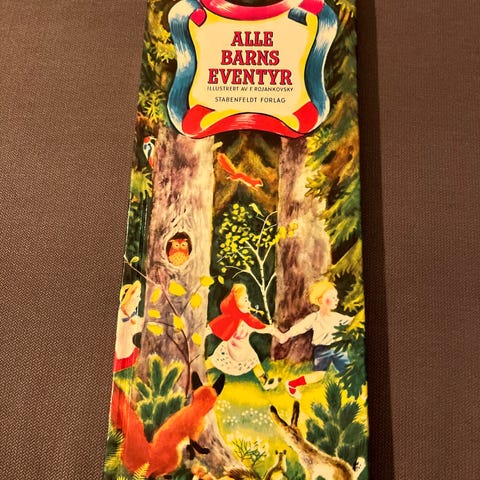 ALLE
BARNS
EVENTYR
ILLUSTRERT AV F. ROJANKOVSKY
STABENFELDT FORLAG